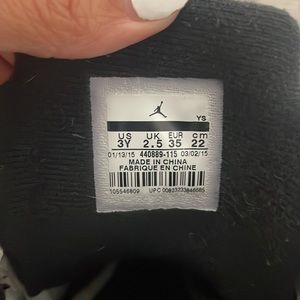 YS
US UK EUR cm
3Y 2.5 35 22
01/13/15 440889-115 03/02/15
MADE IN CHINA
FABRIQUE EN CHINE
105546809 UPC 00823233846685